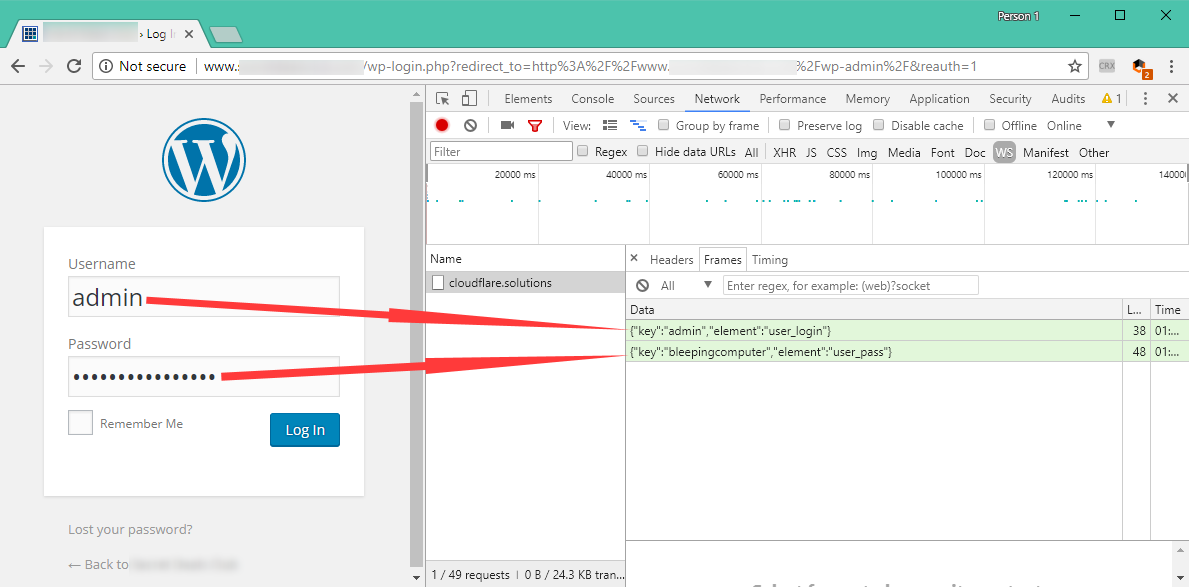 Person 1
› Log I
Not secure
www.s
/wp-login.php?redirect_to=http%3A%2F%2Fwww.
%2Fwp-admin%2F&reauth=1
CRX
2
Elements Console Sources Network Performance Memory Application Security Audits 1
View: Group by frame Preserve log Disable cache Offline Online
Filter Regex Hide data URLs All XHR JS CSS Img Media Font Doc WS Manifest Other
20000 ms 40000 ms 60000 ms 80000 ms 100000 ms 120000 ms 14000
Name
cloudflare.solutions
Headers Frames Timing
All Enter regex, for example: (web)?socket
Data L... Time
{"key":"admin","element":"user_login"} 38 01:...
{"key":"bleepingcomputer","element":"user_pass"} 48 01:...
1 / 49 requests | 0 B / 24.3 KB tran...
W
Username
admin
Password
••••••••••••••••
Remember Me
Log In
Lost your password?
← Back to